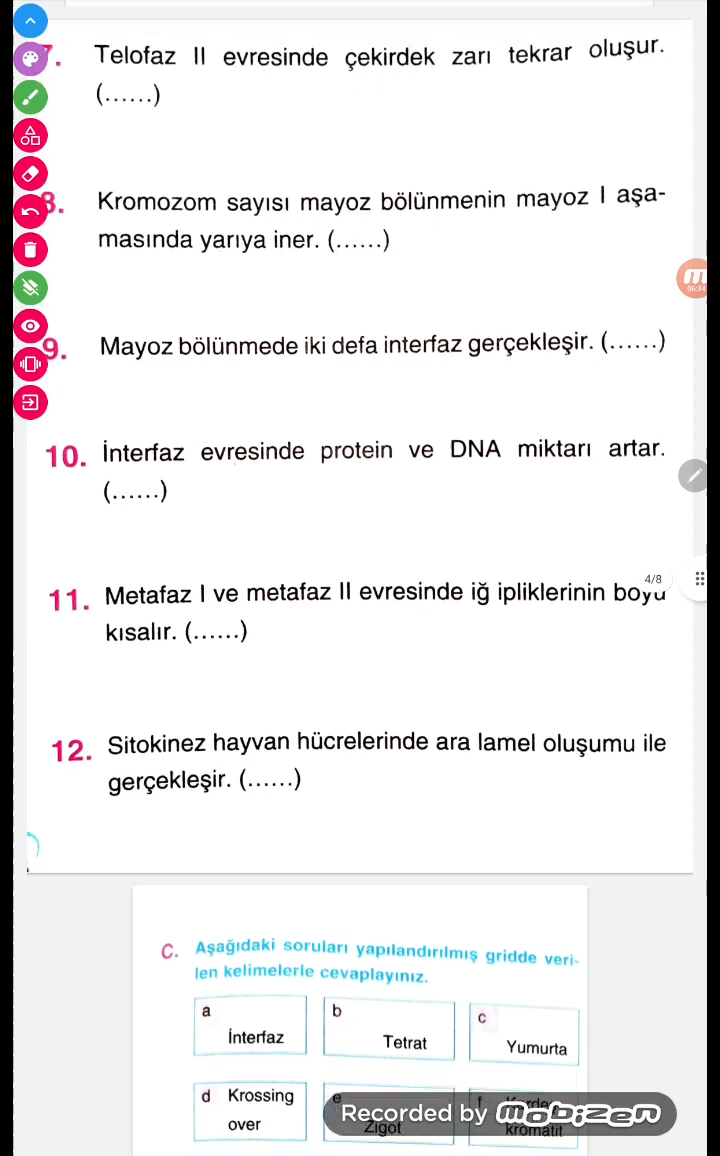 7. Telofaz II evresinde çekirdek zarı tekrar oluşur.
(......)
8. Kromozom sayısı mayoz bölünmenin mayoz I aşa-
masında yarıya iner. (......)
06:34
9. Mayoz bölünmede iki defa interfaz gerçekleşir. (......)
10. İnterfaz evresinde protein ve DNA miktarı artar.
(......)
4/8
11. Metafaz I ve metafaz II evresinde iğ ipliklerinin boyu
kısalır. (......)
12. Sitokinez hayvan hücrelerinde ara lamel oluşumu ile
gerçekleşir. (......)
C. Aşağıdaki soruları yapılandırılmış gridde veri-
len kelimelerle cevaplayınız.
a İnterfaz
b Tetrat
c Yumurta
d Krossing
over
e Zigot
f Kardeş
kromatit
Recorded by mobizen